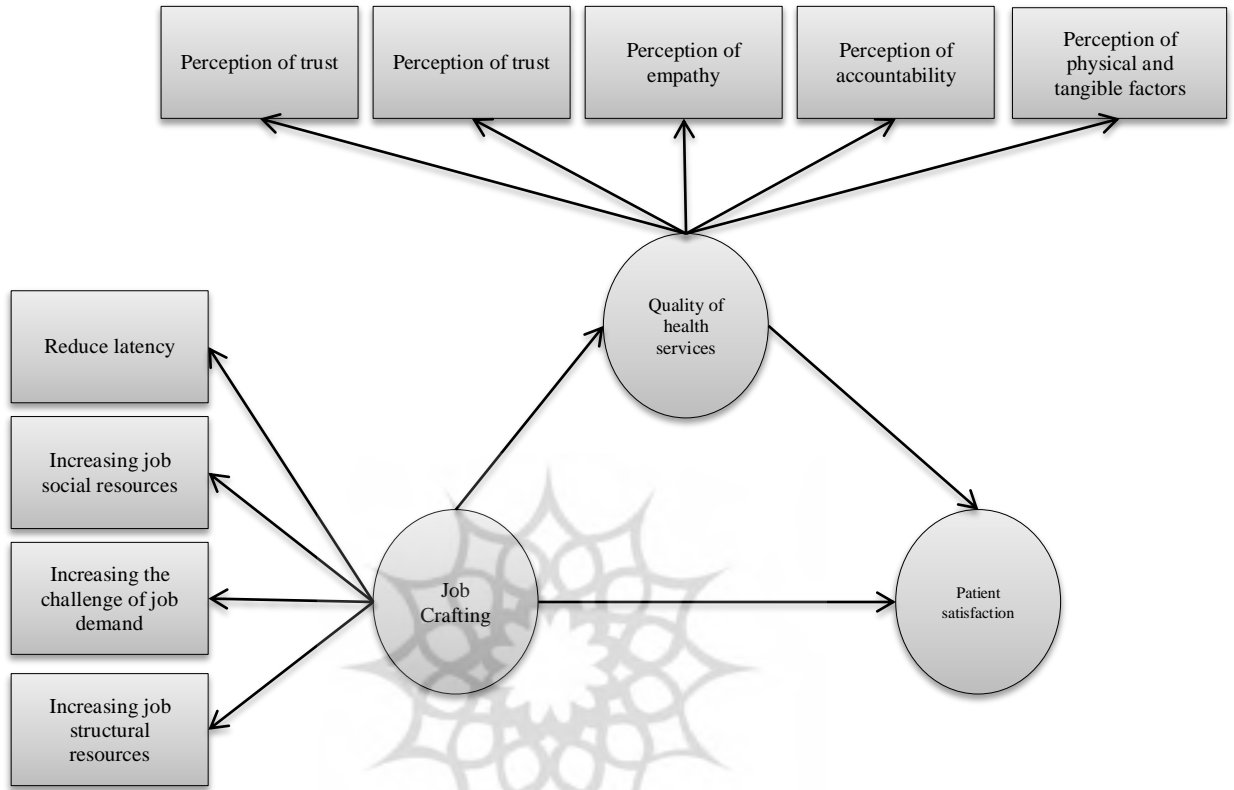 Perception of trust
Perception of trust
Perception of
empathy
Perception of
accountability
Perception of
physical and
tangible factors
Quality of
health
services
Reduce latency
Increasing job
social resources
Increasing the
challenge of job
demand
Increasing job
structural
resources
Job
Crafting
Patient
satisfaction